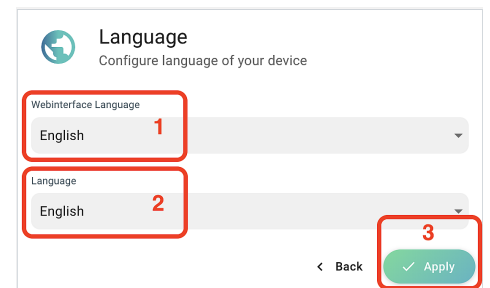 Language
Configure language of your device
Webinterface Language
English 1
Language
English 2
3
Back Apply